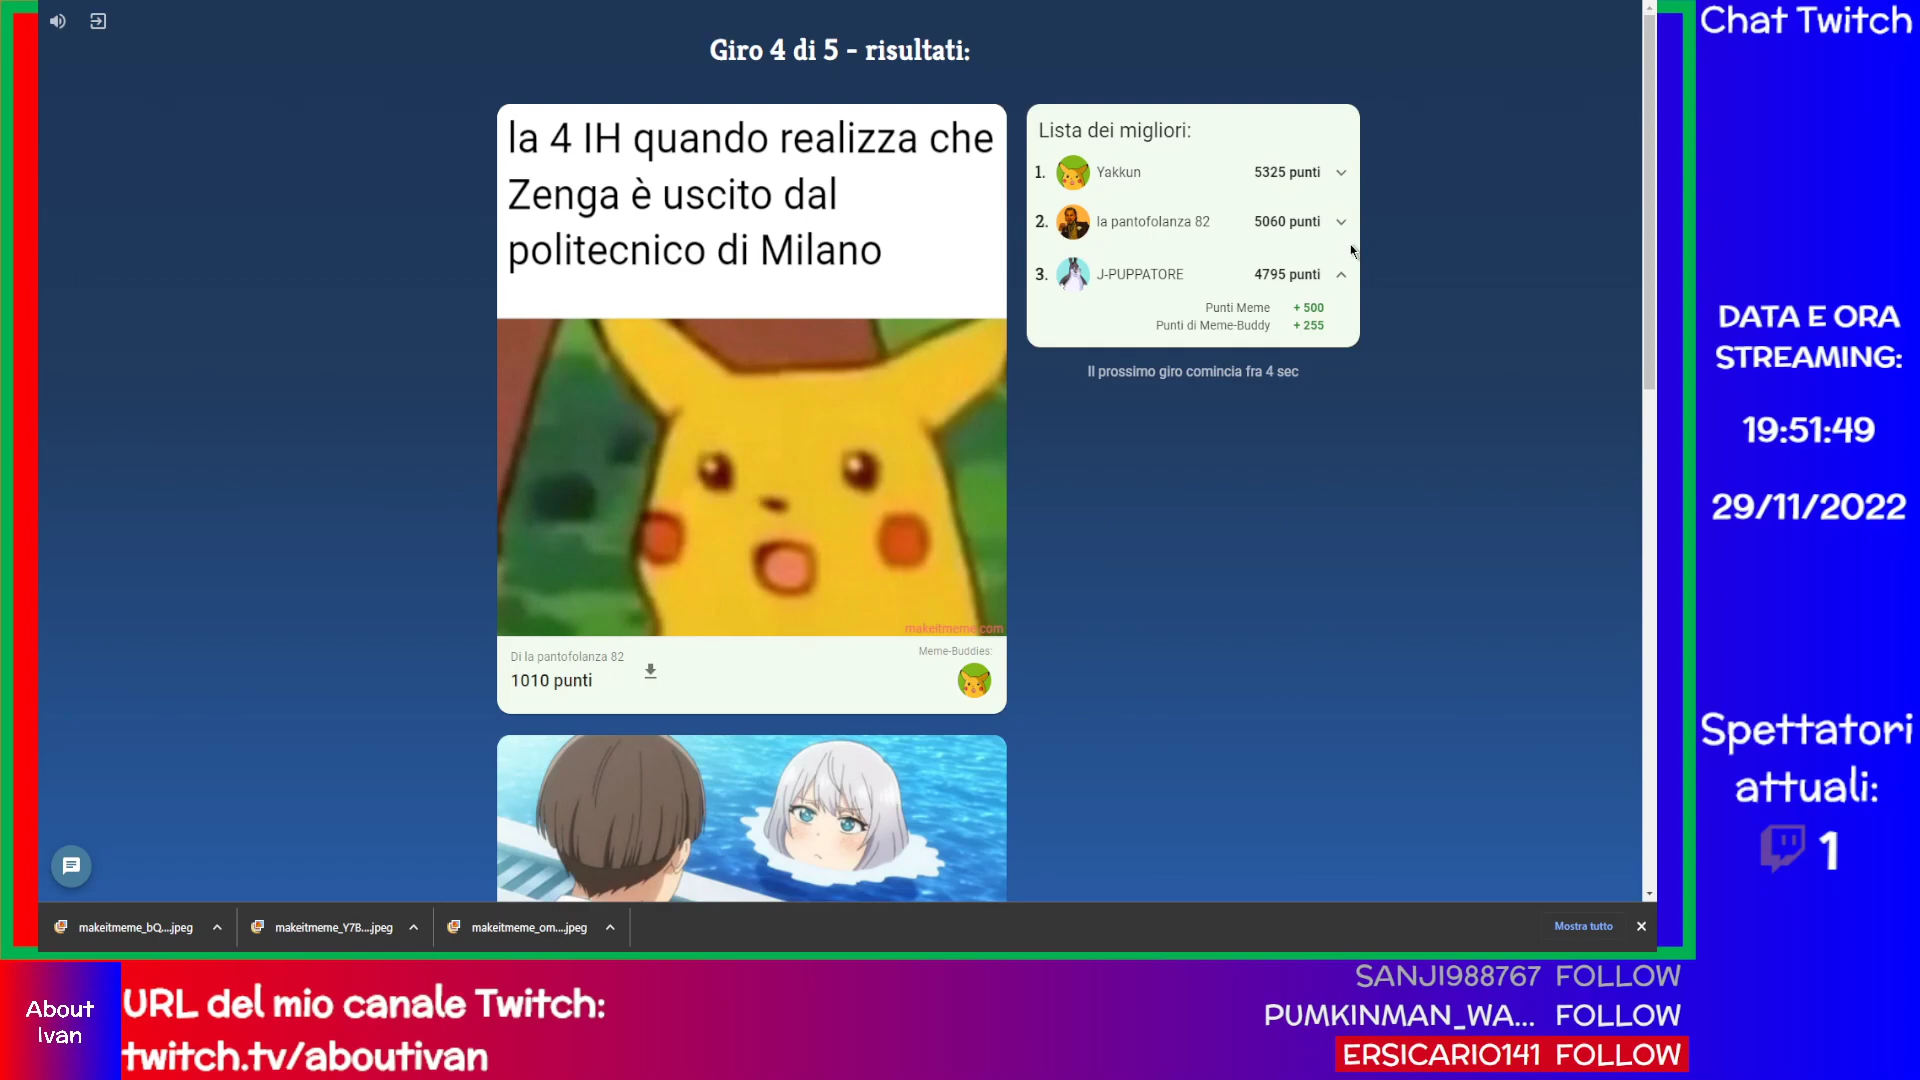 Giro 4 di 5 - risultati:
la 4 IH quando realizza che
Zenga è uscito dal
politecnico di Milano
makeitmeme.com
Di la pantofolanza 82
1010 punti
Meme-Buddies:
Lista dei migliori:
1. Yakkun 5325 punti
2. la pantofolanza 82 5060 punti
3. J-PUPPATORE 4795 punti
Punti Meme + 500
Punti di Meme-Buddy + 255
Il prossimo giro comincia fra 4 sec
makeitmeme_bQ....jpeg
makeitmeme_Y7B....jpeg
makeitmeme_om....jpeg
Mostra tutto
Chat Twitch
DATA E ORA
STREAMING:
19:51:49
29/11/2022
Spettatori
attuali:
1
About
Ivan
URL del mio canale Twitch:
twitch.tv/aboutivan
SANJI988767 FOLLOW
PUMKINMAN_WA... FOLLOW
ERSICARIO141 FOLLOW